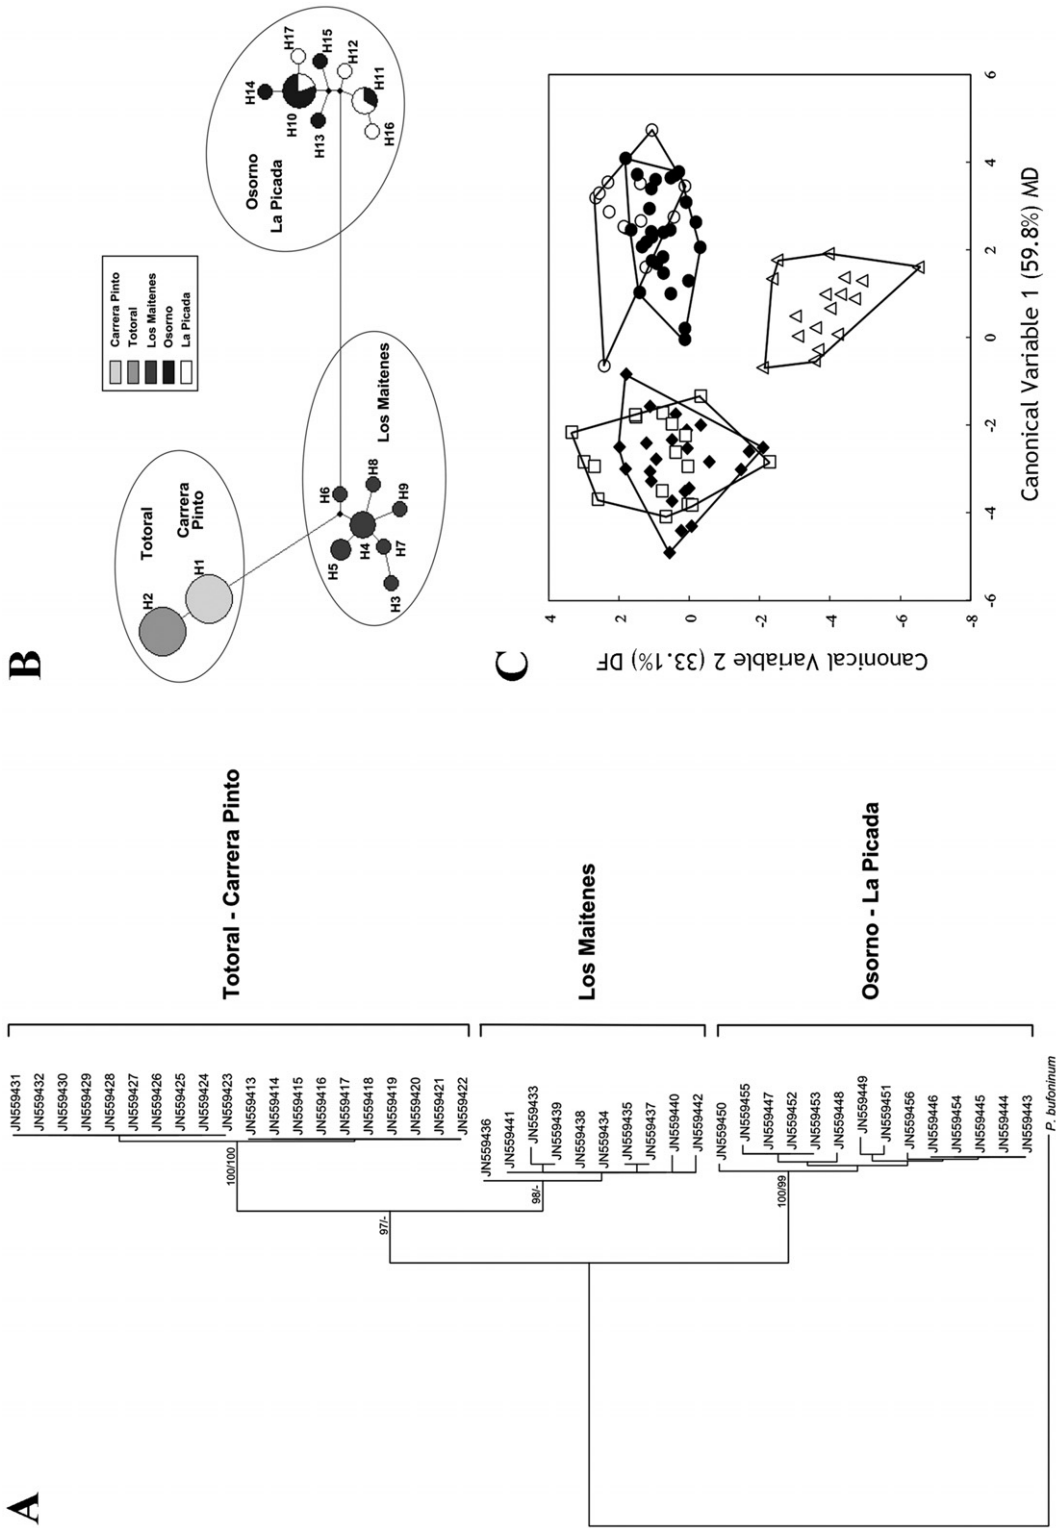 A
JN559431
JN559432
JN559430
JN559429
JN559428
JN559427
JN559426
JN559425
JN559424
JN559423
JN559413
JN559414
JN559415
JN559416
JN559417
JN559418
JN559419
JN559420
JN559421
JN559422
JN559436
JN559441
JN559433
JN559439
JN559438
JN559434
JN559435
JN559437
JN559440
JN559442
JN559450
JN559455
JN559447
JN559452
JN559453
JN559448
JN559449
JN559451
JN559456
JN559446
JN559454
JN559445
JN559444
JN559443
P. bufoninum
100/100
97/-
98/-
100/99
Totoral - Carrera Pinto
Los Maitenes
Osorno - La Picada
B
H2
H1
Totoral
Carrera
Pinto
Carrera Pinto
Totoral
Los Maitenes
Osorno
La Picada
H3
H5
H4
H7
H6
H8
H9
Los Maitenes
Osorno
La Picada
H14
H17
H10
H15
H13
H12
H11
H16
C
4
2
0
-2
-4
-6
-8
-6
-4
-2
0
2
4
6
Canonical Variable 2 (33.1%) DF
Canonical Variable 1 (59.8%) MD